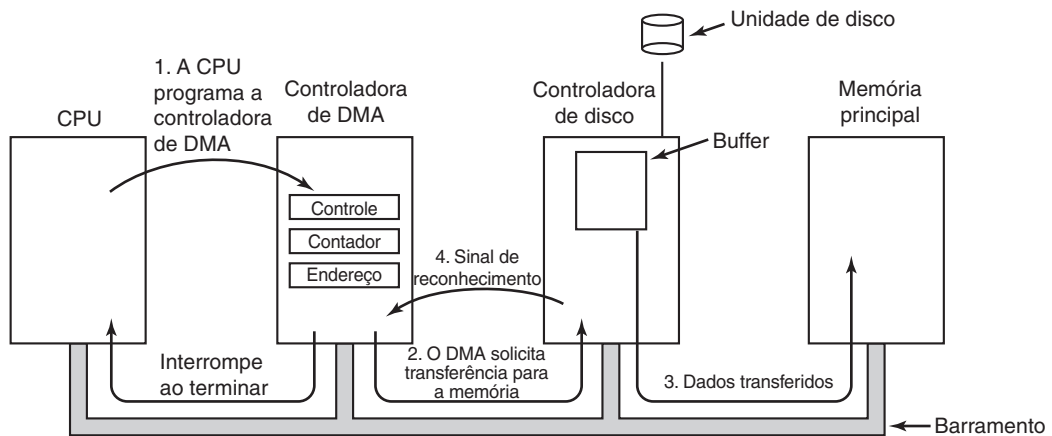 Unidade de disco
1. A CPU
programa a
controladora
de DMA
CPU
Controladora
de DMA
Controladora
de disco
Memória
principal
Buffer
Controle
Contador
Endereço
4. Sinal de
reconhecimento
Interrompe
ao terminar
2. O DMA solicita
transferência para
a memória
3. Dados transferidos
Barramento